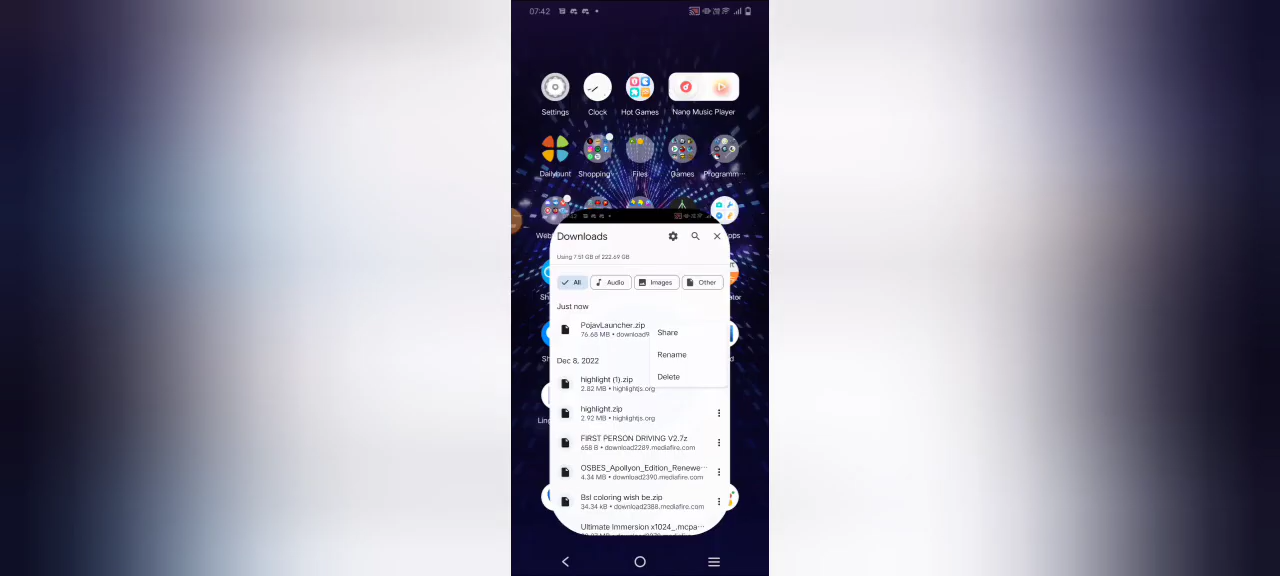 07:42
Settings
Clock
Hot Games
Nano Music Player
Dailyhunt
Shopping
Files
Games
Programm...
Downloads
Using 7.51 GB of 222.69 GB
All
Audio
Images
Other
Just now
PojavLauncher.zip
76.68 MB • download9
Share
Rename
Delete
Dec 8, 2022
highlight (1).zip
2.82 MB • highlightjs.org
highlight.zip
2.92 MB • highlightjs.org
FIRST PERSON DRIVING V2.7z
658 B • download2289.mediafire.com
OSBES_Apollyon_Edition_Renewe...
4.34 MB • download2390.mediafire.com
Bsl coloring wish be.zip
34.34 kB • download2388.mediafire.com
Ultimate Immersion x1024_.mcpa...